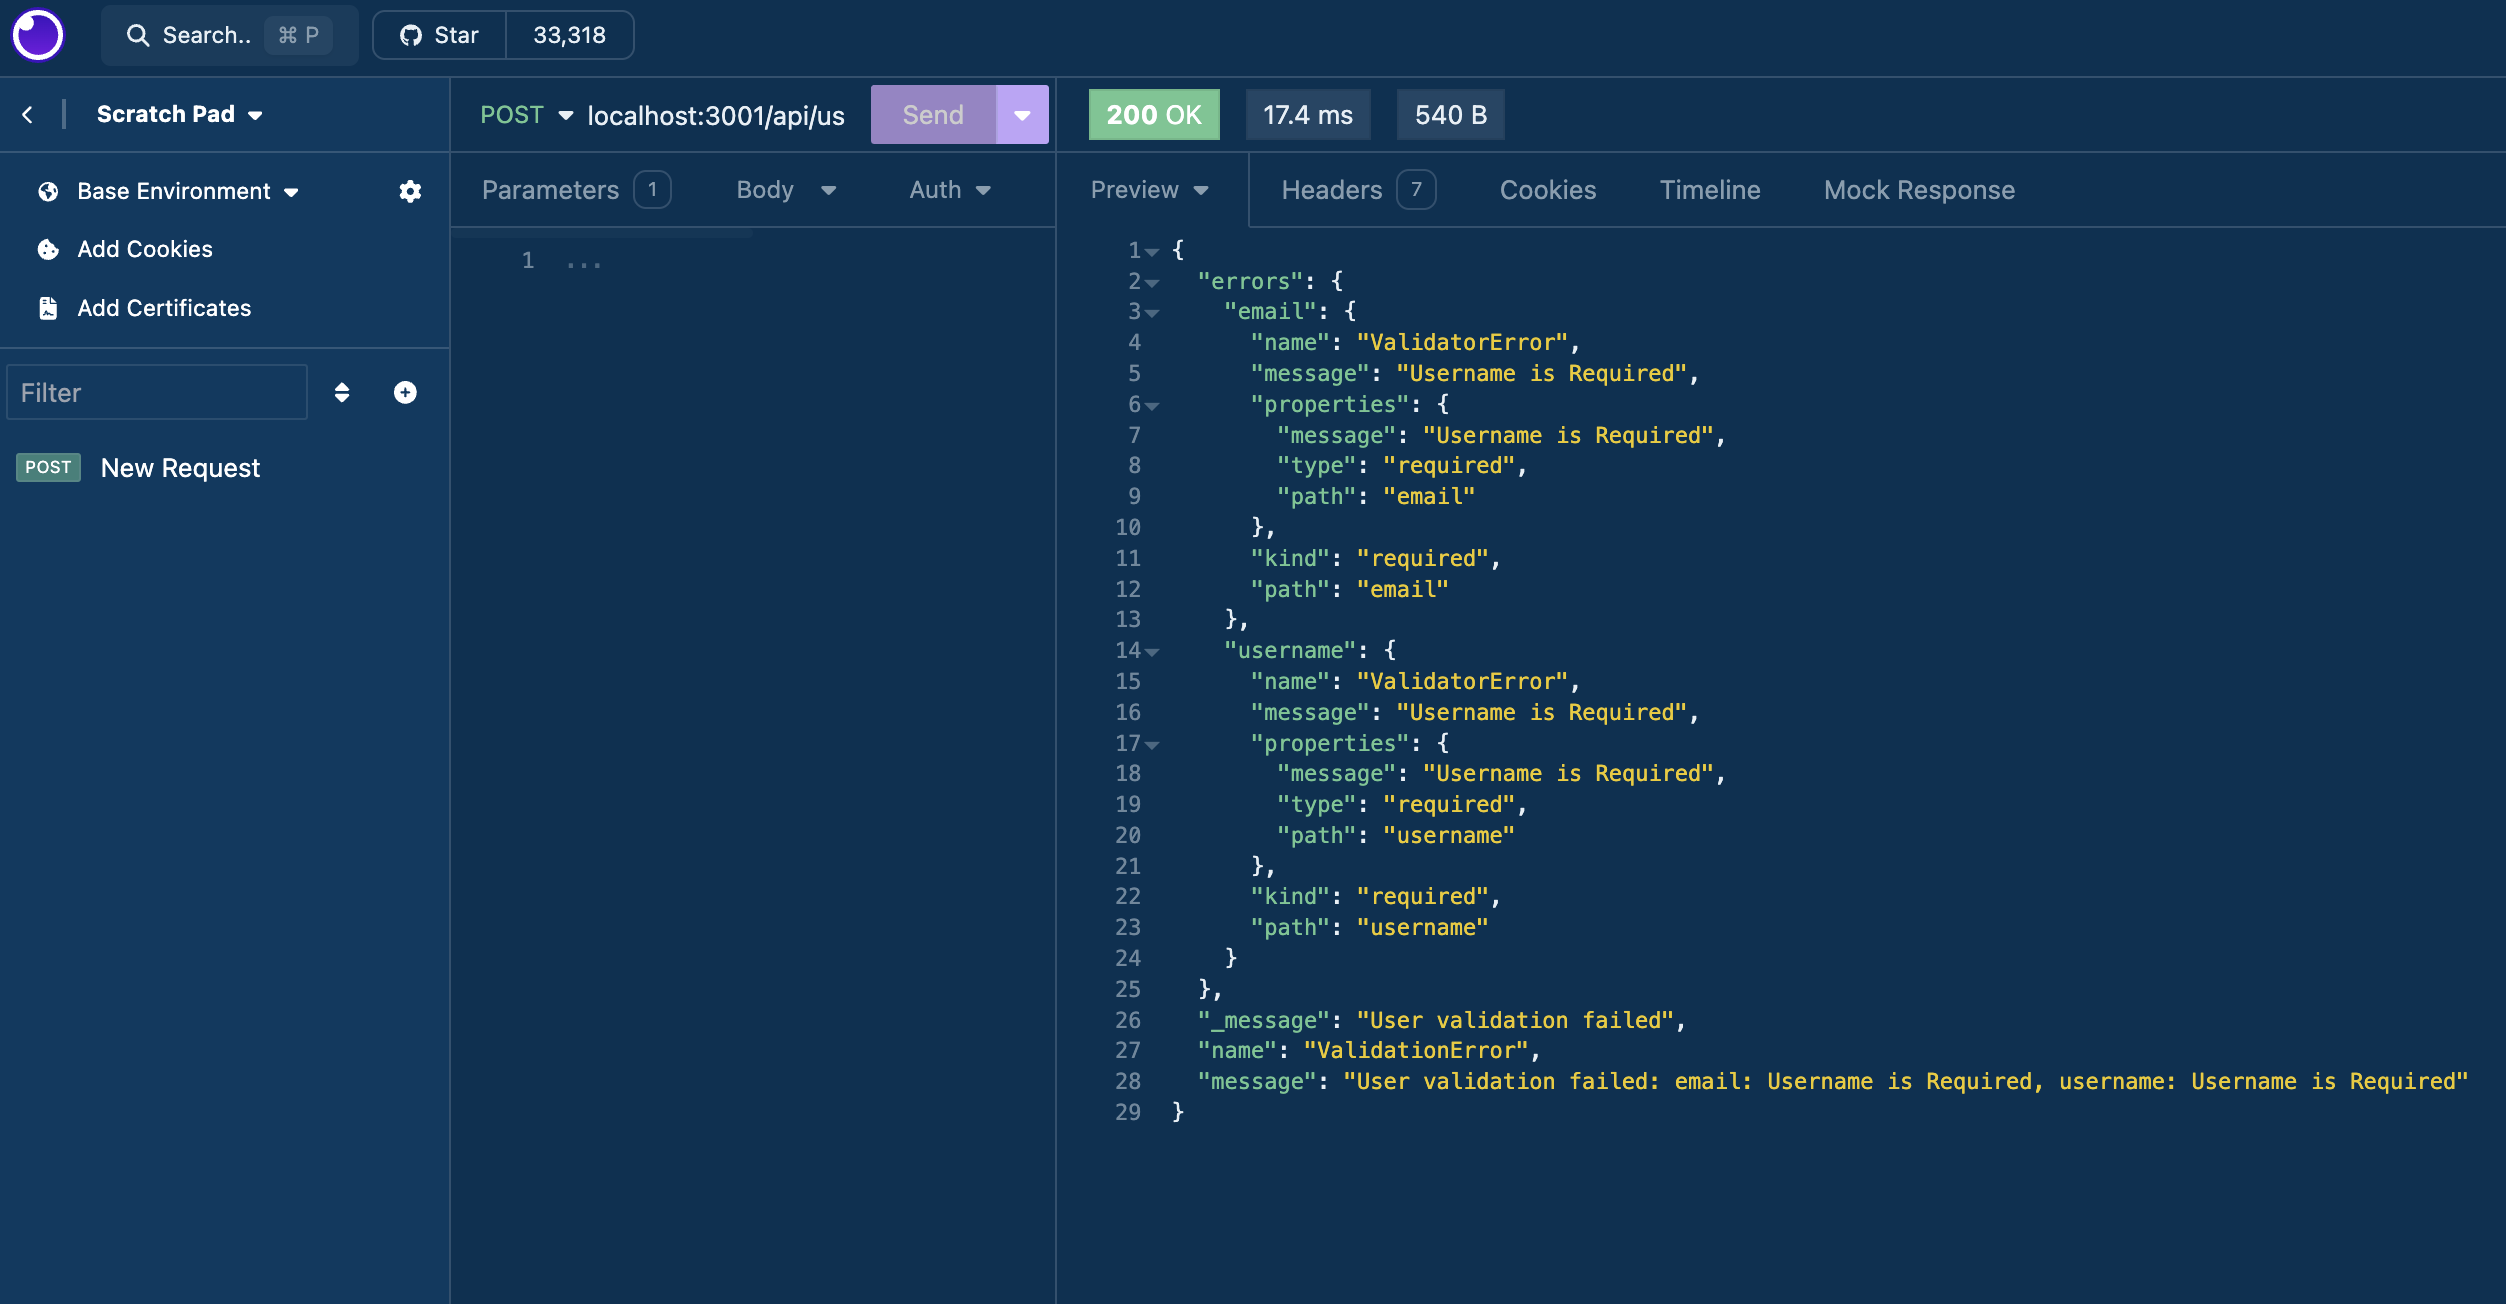 Search.. ⌘ P Star 33,318
Scratch Pad
POST localhost:3001/api/us Send
200 OK 17.4 ms 540 B
Base Environment
Add Cookies
Add Certificates
Filter
POST New Request
Parameters 1 Body Auth
1 ...
Preview Headers 7 Cookies Timeline Mock Response
1 {
2 "errors": {
3 "email": {
4 "name": "ValidatorError",
5 "message": "Username is Required",
6 "properties": {
7 "message": "Username is Required",
8 "type": "required",
9 "path": "email"
10 },
11 "kind": "required",
12 "path": "email"
13 },
14 "username": {
15 "name": "ValidatorError",
16 "message": "Username is Required",
17 "properties": {
18 "message": "Username is Required",
19 "type": "required",
20 "path": "username"
21 },
22 "kind": "required",
23 "path": "username"
24 }
25 },
26 "_message": "User validation failed",
27 "name": "ValidationError",
28 "message": "User validation failed: email: Username is Required, username: Username is Required"
29 }